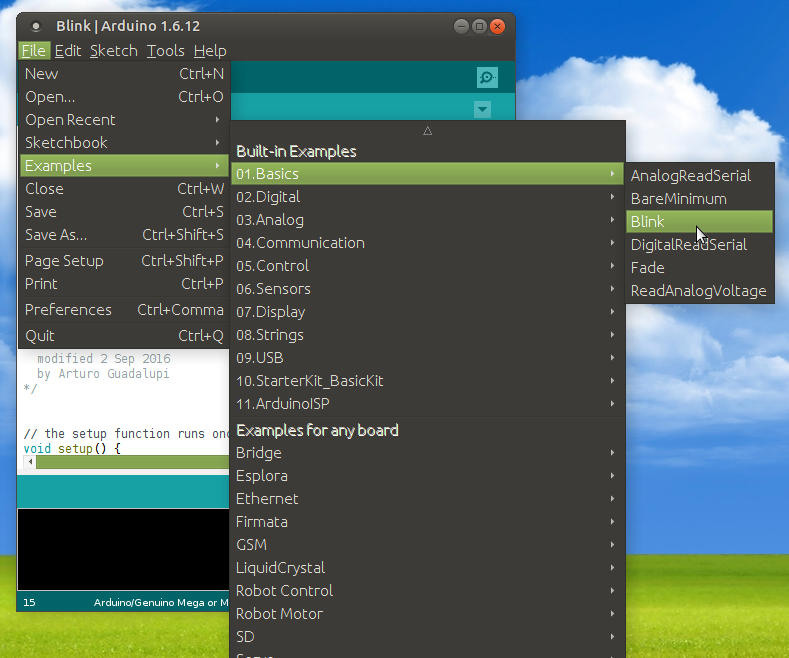 Blink | Arduino 1.6.12
File Edit Sketch Tools Help
New Ctrl+N
Open... Ctrl+O
Open Recent
Sketchbook
Examples
Close Ctrl+W
Save Ctrl+S
Save As... Ctrl+Shift+S
Page Setup Ctrl+Shift+P
Print Ctrl+P
Preferences Ctrl+Comma
Quit Ctrl+Q
modified 2 Sep 2016
by Arturo Guadalupi
*/
// the setup function runs onc
void setup() {
15 Arduino/Genuino Mega or M
Built-in Examples
01.Basics
02.Digital
03.Analog
04.Communication
05.Control
06.Sensors
07.Display
08.Strings
09.USB
10.StarterKit_BasicKit
11.ArduinoISP
Examples for any board
Bridge
Esplora
Ethernet
Firmata
GSM
LiquidCrystal
Robot Control
Robot Motor
SD
AnalogReadSerial
BareMinimum
Blink
DigitalReadSerial
Fade
ReadAnalogVoltage